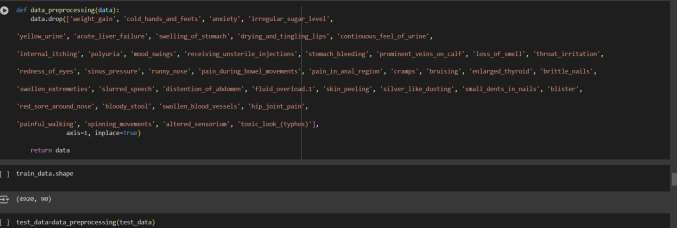 def data_preprocessing(data):
data.drop(['weight_gain', 'cold_hands_and_feets', 'anxiety', 'irregular_sugar_level',
'yellow_urine', 'acute_liver_failure', 'swelling_of_stomach', 'drying_and_tingling_lips', 'continuous_feel_of_urine',
'internal_itching', 'polyuria', 'mood_swings', 'receiving_unsterile_injections', 'stomach_bleeding', 'prominent_veins_on_calf', 'loss_of_smell', 'throat_irritation',
'redness_of_eyes', 'sinus_pressure', 'runny_nose', 'pain_during_bowel_movements', 'pain_in_anal_region', 'cramps', 'bruising', 'enlarged_thyroid', 'brittle_nails',
'swollen_extremeties', 'slurred_speech', 'distention_of_abdomen', 'fluid_overload.1', 'skin_peeling', 'silver_like_dusting', 'small_dents_in_nails', 'blister',
'red_sore_around_nose', 'bloody_stool', 'swollen_blood_vessels', 'hip_joint_pain',
'painful_walking', 'spinning_movements', 'altered_sensorium', 'toxic_look_(typhos)'],
axis=1, inplace=True)
return data
[ ] train_data.shape
(4920, 90)
[ ] test_data=data_preprocessing(test_data)